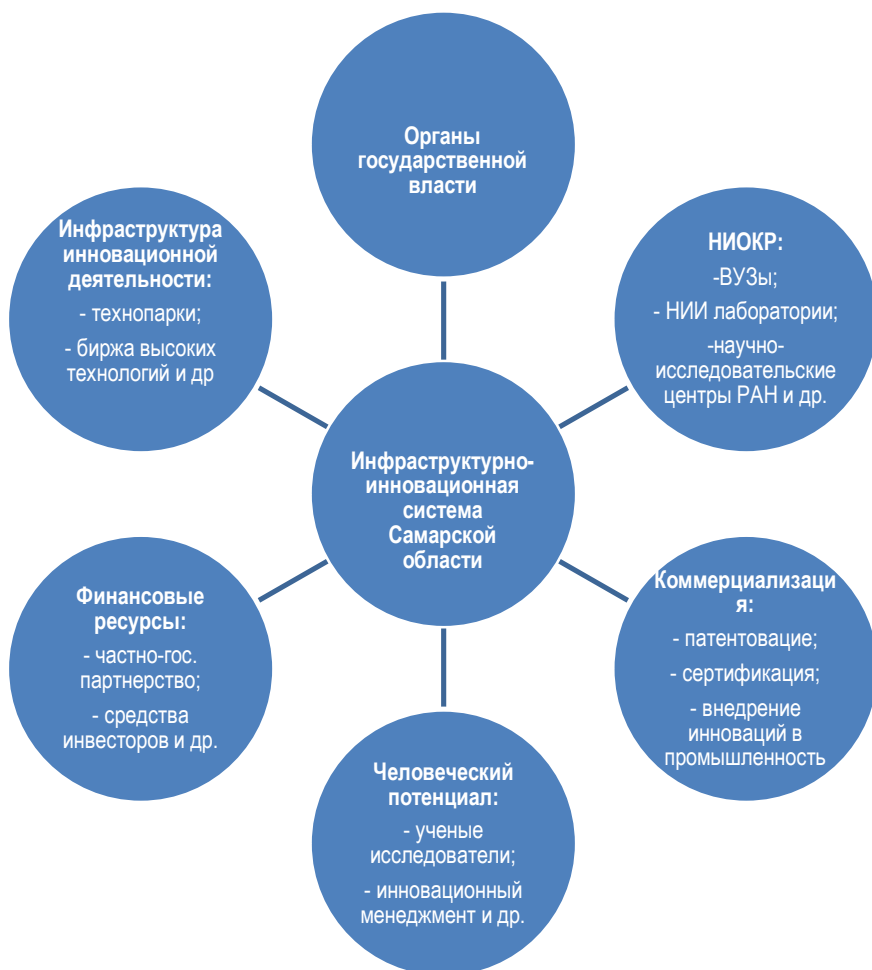 Органы
государственной
власти
Инфраструктура
инновационной
деятельности:
- технопарки;
- биржа высоких
технологий и др
НИОКР:
-ВУЗы;
- НИИ лаборатории;
-научно-
исследовательские
центры РАН и др.
Инфраструктурно-
инновационная
система
Самарской
области
Финансовые
ресурсы:
- частно-гос.
партнерство;
- средства
инвесторов и др.
Коммерциализаци
я:
- патентовацие;
- сертификация;
- внедрение
инноваций в
промышленность
Человеческий
потенциал:
- ученые
исследователи;
- инновационный
менеджмент и др.